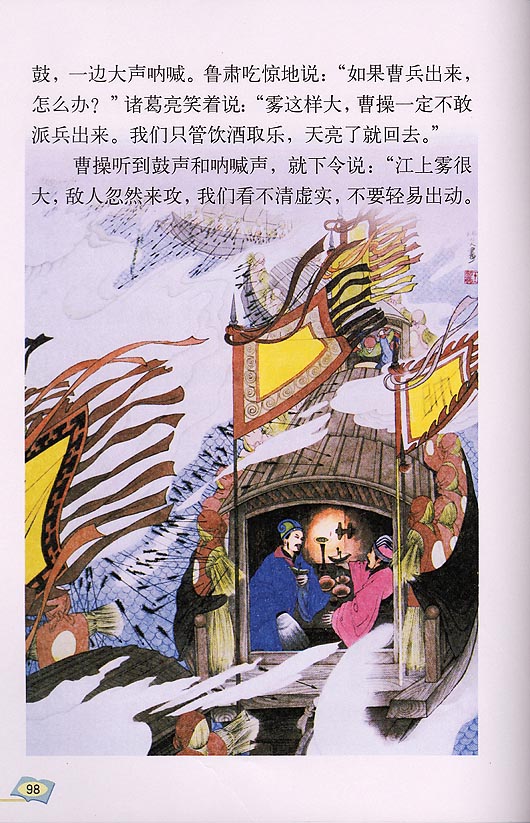 鼓，一边大声呐喊。鲁肃吃惊地说：“如果曹兵出来，
怎么办？”诸葛亮笑着说：“雾这样大，曹操一定不敢
派兵出来。我们只管饮酒取乐，天亮了就回去。”
曹操听到鼓声和呐喊声，就下令说：“江上雾很
大，敌人忽然来攻，我们看不清虚实，不要轻易出动。
98